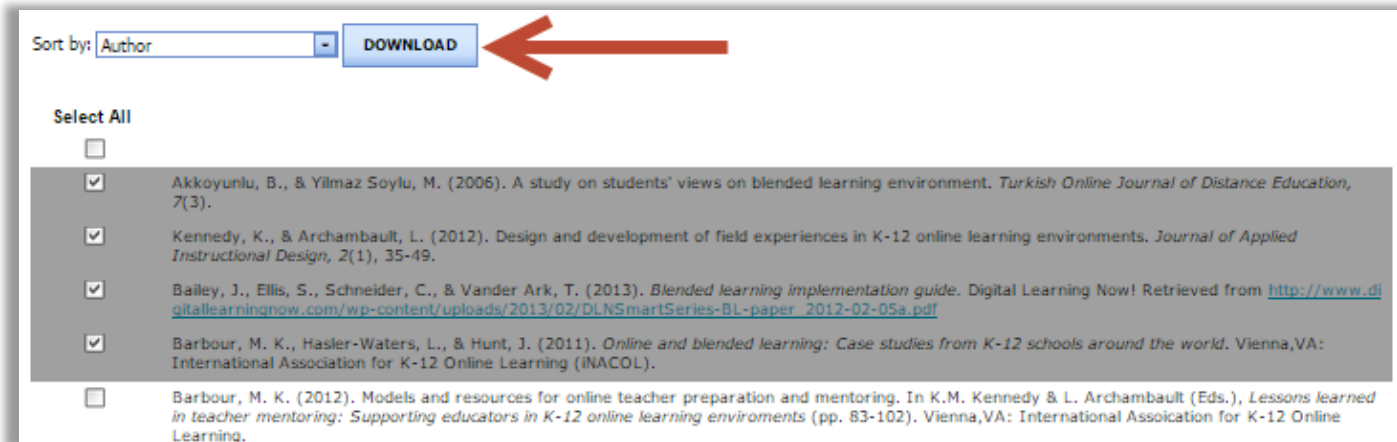 Sort by: Author DOWNLOAD
Select All
Akkoyunlu, B., & Yilmaz Soylu, M. (2006). A study on students' views on blended learning environment. Turkish Online Journal of Distance Education,
7(3).
Kennedy, K., & Archambault, L. (2012). Design and development of field experiences in K-12 online learning environments. Journal of Applied
Instructional Design, 2(1), 35-49.
Bailey, J., Ellis, S., Schneider, C., & Vander Ark, T. (2013). Blended learning implementation guide. Digital Learning Now! Retrieved from http://www.di
gitallearningnow.com/wp-content/uploads/2013/02/DLNSmartSeries-BL-paper_2012-02-05a.pdf
Barbour, M. K., Hasler-Waters, L., & Hunt, J. (2011). Online and blended learning: Case studies from K-12 schools around the world. Vienna,VA:
International Association for K-12 Online Learning (iNACOL).
Barbour, M. K. (2012). Models and resources for online teacher preparation and mentoring. In K.M. Kennedy & L. Archambault (Eds.), Lessons learned
in teacher mentoring: Supporting educators in K-12 online learning enviroments (pp. 83-102). Vienna,VA: International Assoication for K-12 Online
Learning.